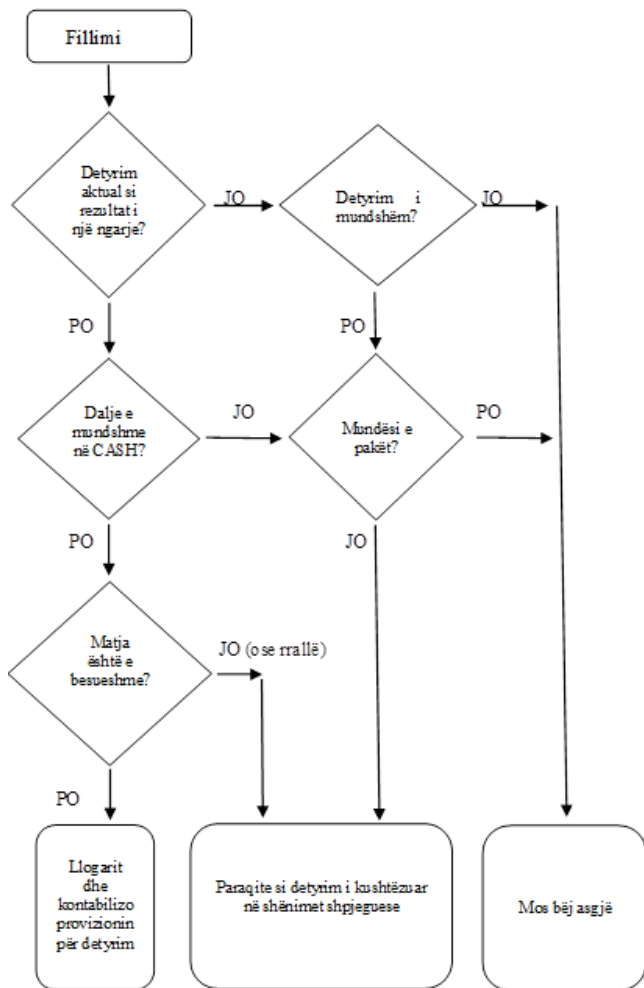 Fillimi
Detyrim
aktual si
rezultat i
një ngarje?
JO
Detyrim i
mundshëm?
JO
PO
PO
Dalje e
mundshme
në CASH?
JO
Mundësi e
pakët?
PO
PO
JO
Matja
është e
besueshme?
JO (ose rrallë)
PO
Llogarit
dhe
kontabilizo
provizionin
për detyrim
Paraqite si detyrim i kushtëzuar
në shënimet shpjeguese
Mos bëj asgjë